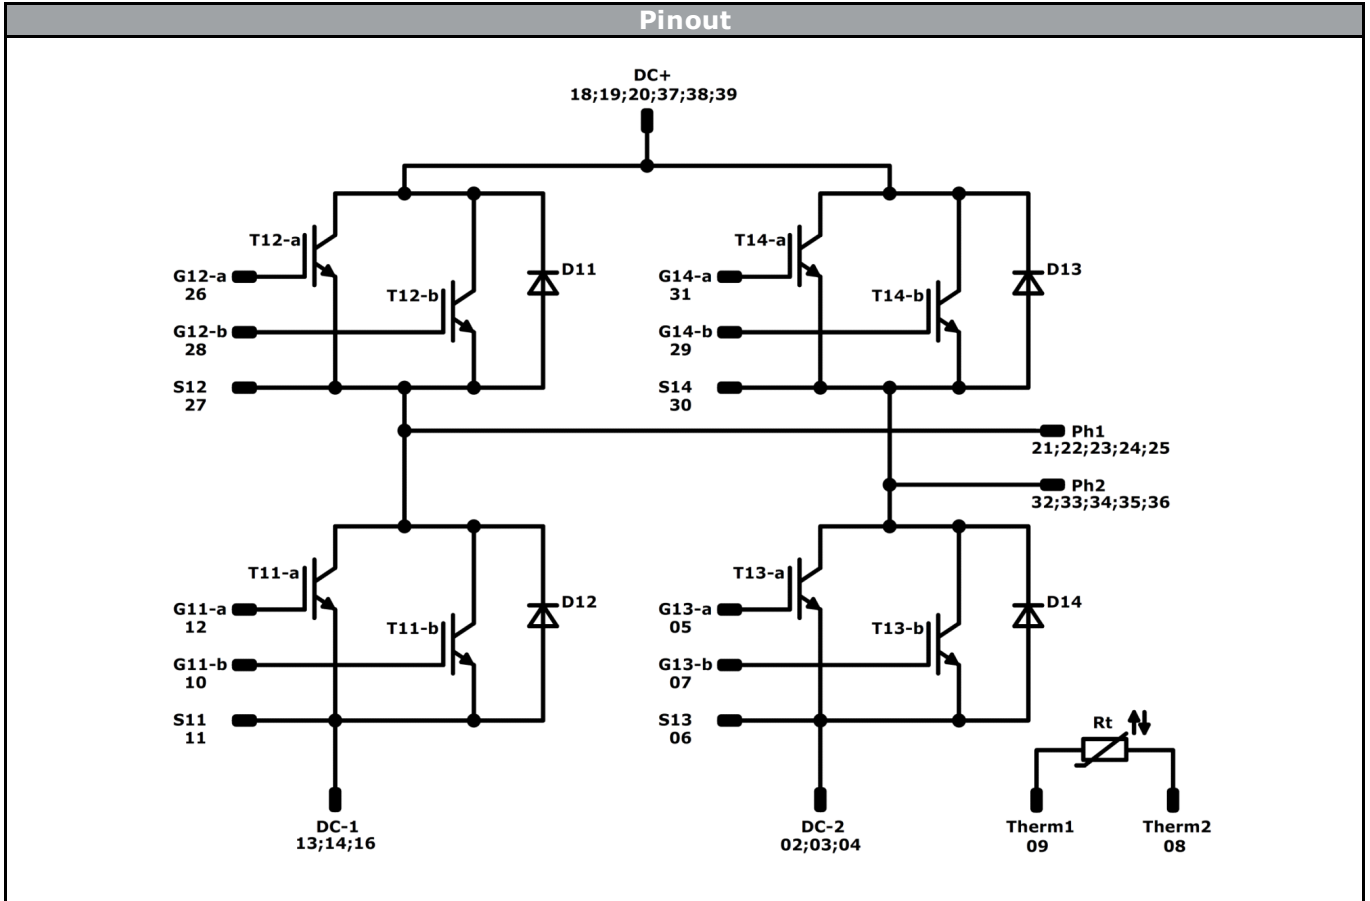 Pinout
DC+
18;19;20;37;38;39
T12-a
G12-a
26
T12-b
G12-b
28
S12
27
D11
T14-a
G14-a
31
T14-b
G14-b
29
S14
30
D13
Ph1
21;22;23;24;25
Ph2
32;33;34;35;36
T11-a
G11-a
12
T11-b
G11-b
10
S11
11
D12
T13-a
G13-a
05
T13-b
G13-b
07
S13
06
D14
Rt
DC-1
13;14;16
DC-2
02;03;04
Therm1
09
Therm2
08